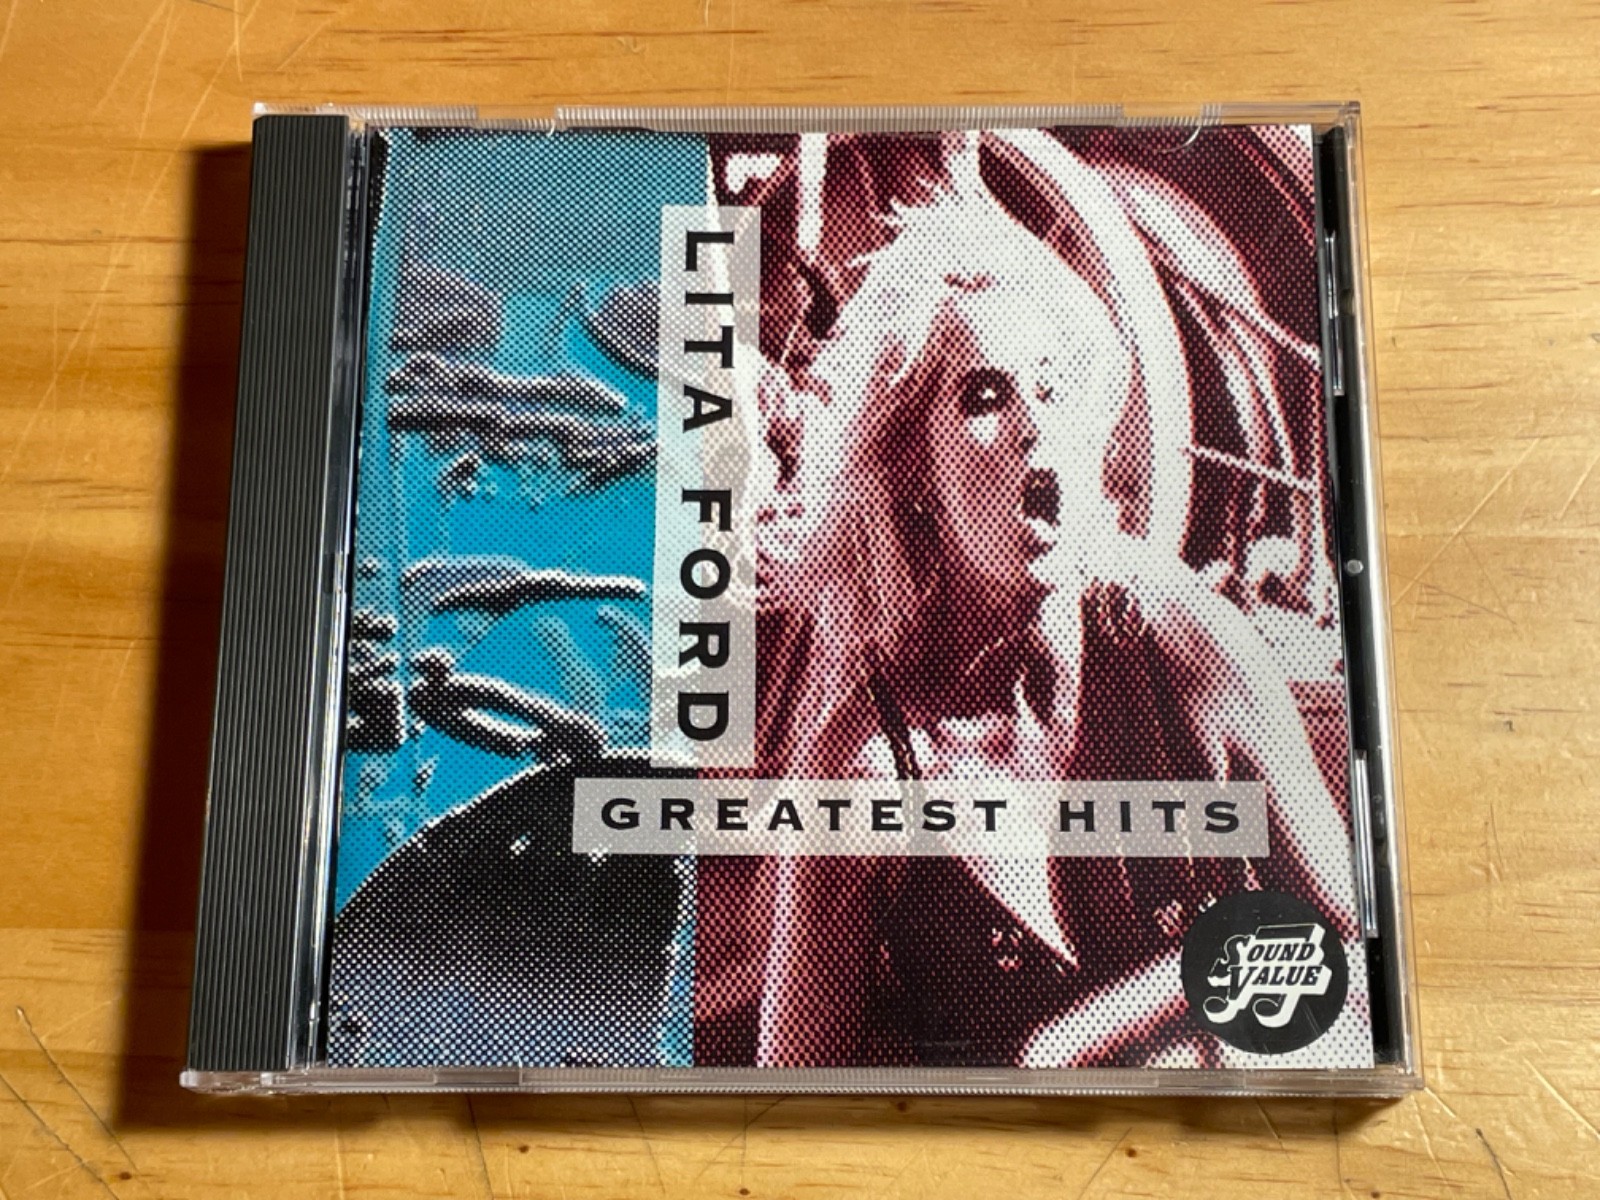 LITA FORD
GREATEST HITS
SOUND
VALUE